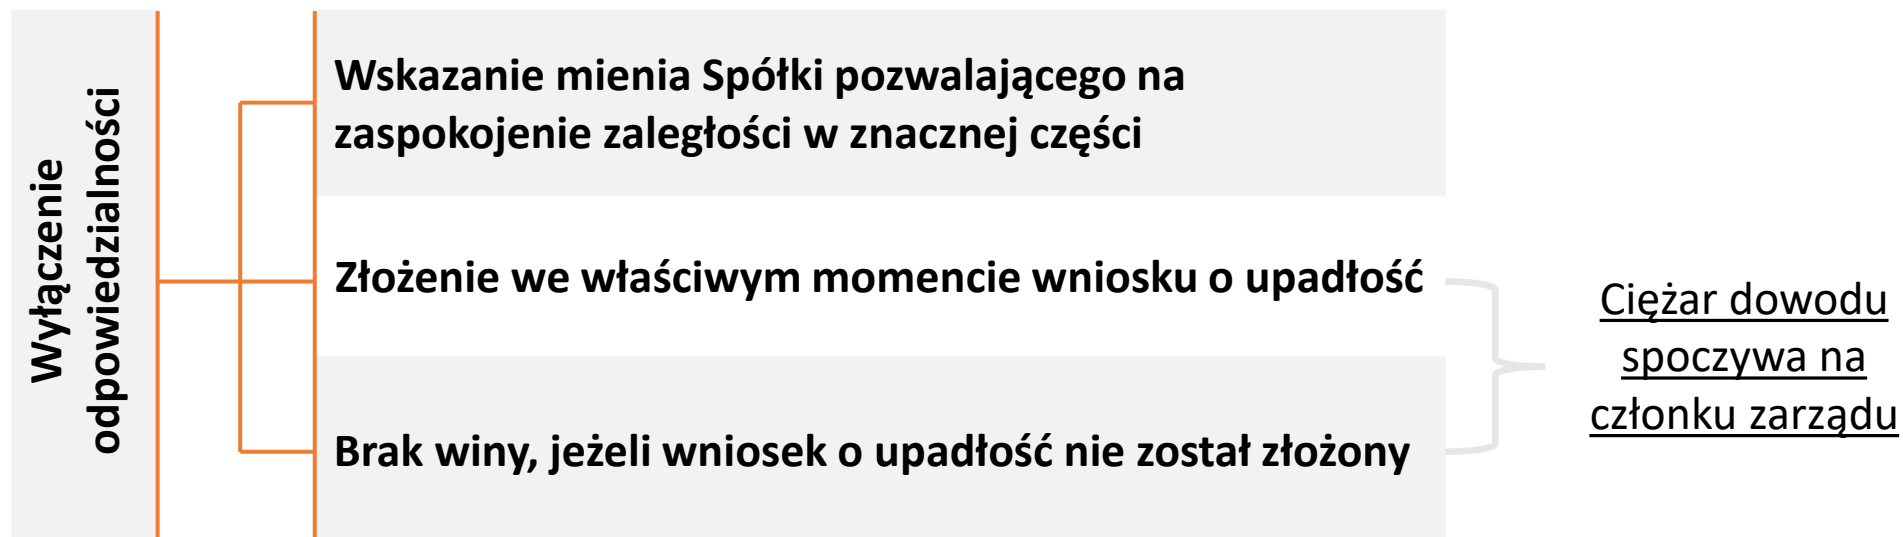 Wyłączenie
odpowiedzialności
Wskazanie mienia Spółki pozwalającego na
zaspokojenie zaległości w znacznej części
Złożenie we właściwym momencie wniosku o upadłość
Brak winy, jeżeli wniosek o upadłość nie został złożony
Ciężar dowodu
spoczywa na
członku zarządu